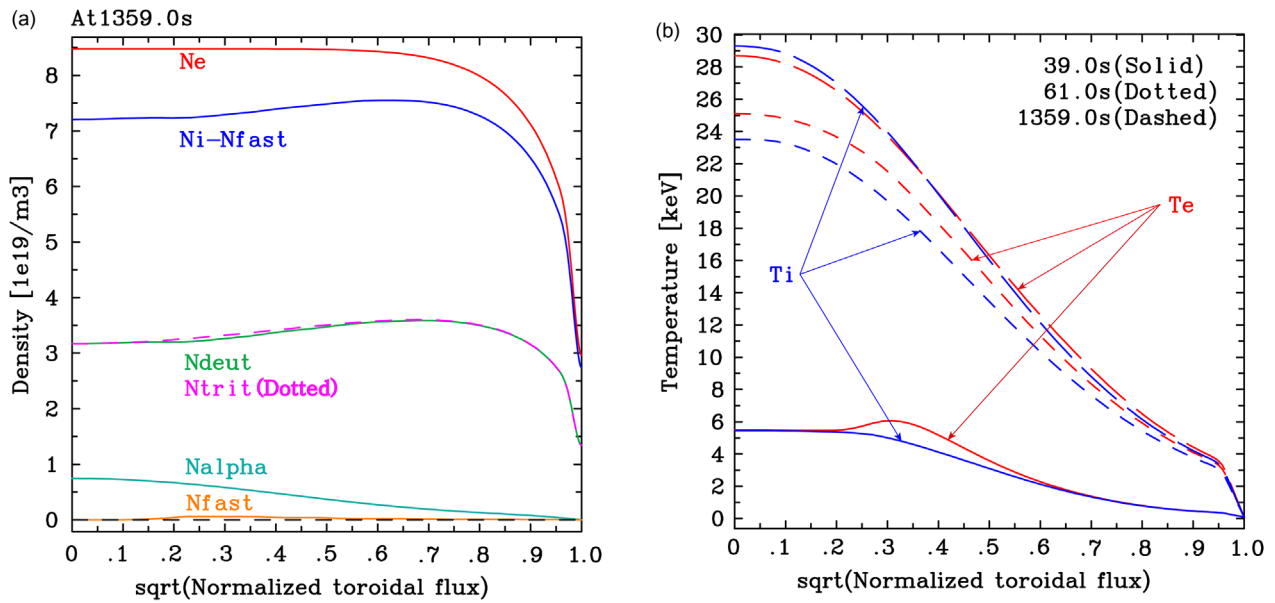 (a)
At1359.0s
Density [1e19/m3]
8
7
6
5
4
3
2
1
0
Ne
Ni-Nfast
Ndeut
Ntrit(Dotted)
Nalpha
Nfast
0 .1 .2 .3 .4 .5 .6 .7 .8 .9 1.0
sqrt(Normalized toroidal flux)
(b)
Temperature [keV]
30
28
26
24
22
20
18
16
14
12
10
8
6
4
2
0
39.0s(Solid)
61.0s(Dotted)
1359.0s(Dashed)
Te
Ti
0 .1 .2 .3 .4 .5 .6 .7 .8 .9 1.0
sqrt(Normalized toroidal flux)